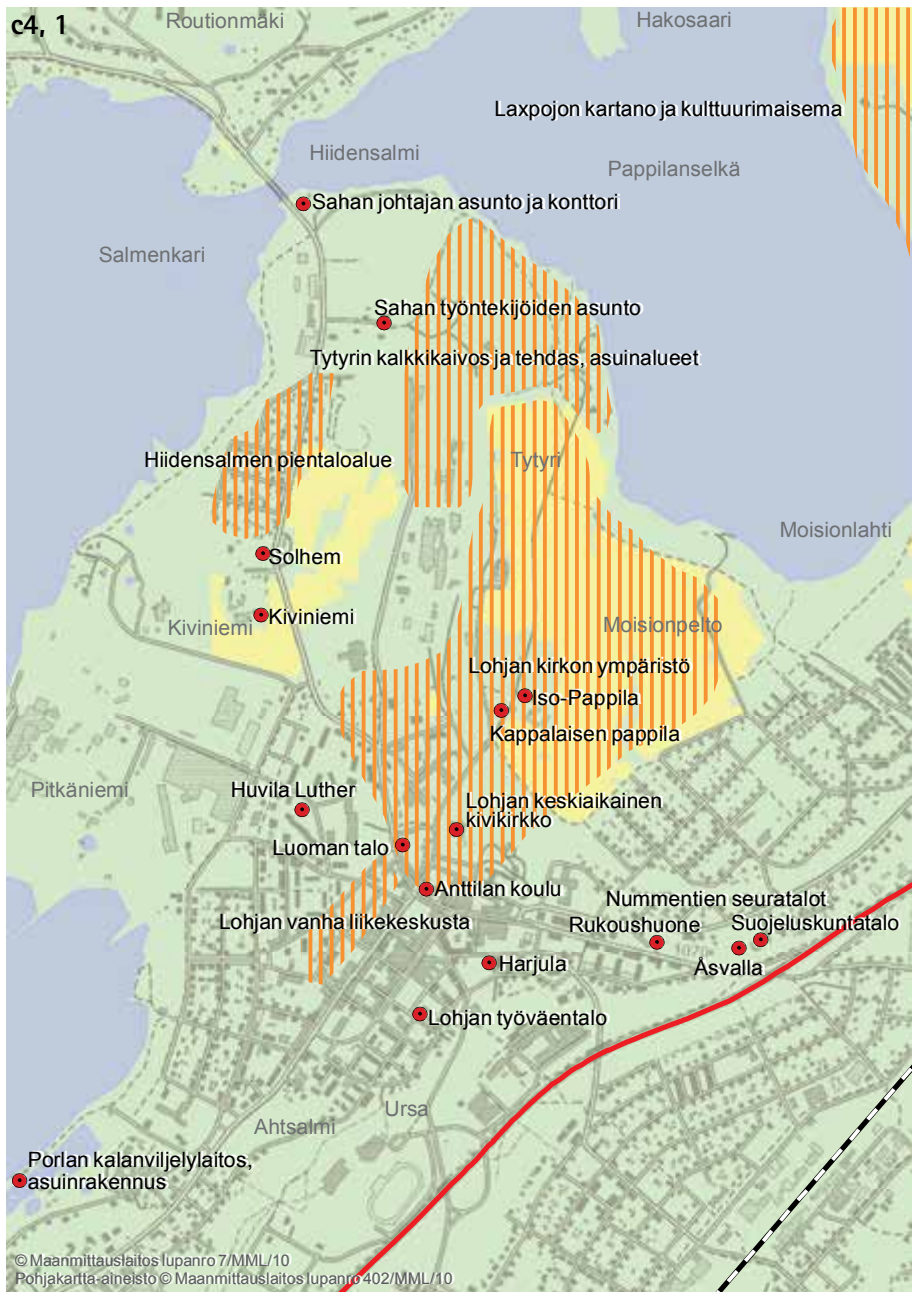 c4, 1
Routionmäki
Hakosaari
Laxpojon kartano ja kulttuurimaisema
Hiidensalmi
Pappilanselkä
Sahan johtajan asunto ja konttori
Salmenkari
Sahan työntekijöiden asunto
Tytyrin kalkkikaivos ja tehdas, asuinalueet
Hiidensalmen pientaloalue
Tytyri
Moisionlahti
Solhem
Kiviniemi
Kiviniemi
Moisionpelto
Lohjan kirkon ympäristö
Iso-Pappila
Kappalaisen pappila
Pitkäniemi
Huvila Luther
Lohjan keskiaikainen
kivikirkko
Luoman talo
Anttilan koulu
Nummentien seuratalot
Lohjan vanha liikekeskusta
Rukoushuone
Suojeluskuntatalo
Åsvalla
Harjula
Lohjan työväentalo
Ursa
Ahtsalmi
Porlan kalanviljelylaitos,
asuinrakennus
© Maanmittauslaitos lupanro 7/MML/10
Pohjakartta-aineisto © Maanmittauslaitos lupanro 402/MML/10